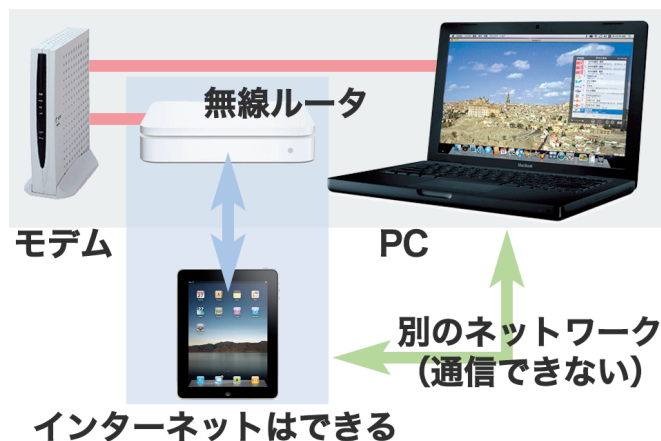 無線ルータ
モデム
PC
別のネットワーク
（通信できない）
インターネットはできる